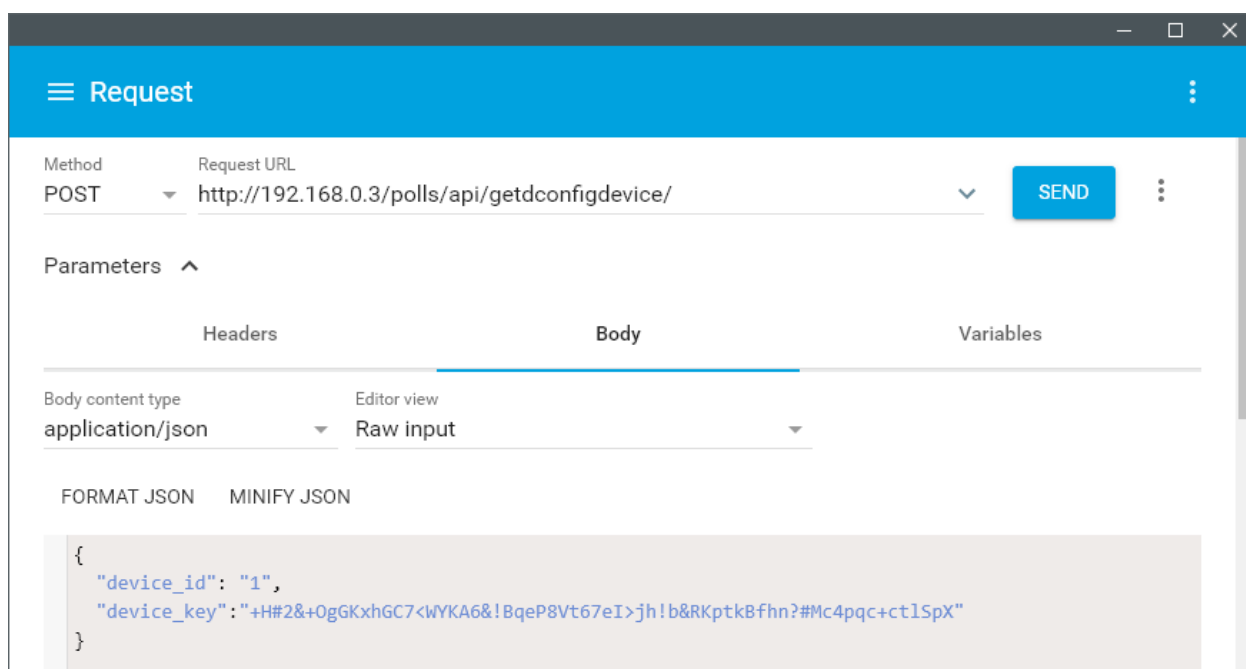 Request
Method
Request URL
POST
http://192.168.0.3/polls/api/getdconfigdevice/
SEND
Parameters
Headers
Body
Variables
Body content type
Editor view
application/json
Raw input
FORMAT JSON
MINIFY JSON
{
"device_id": "1",
"device_key":"+H#2&+OgGKxhGC7<WYKA6&!BqeP8Vt67eI>jh!b&RKptkBfhn?#Mc4pqc+ctlSpX"
}